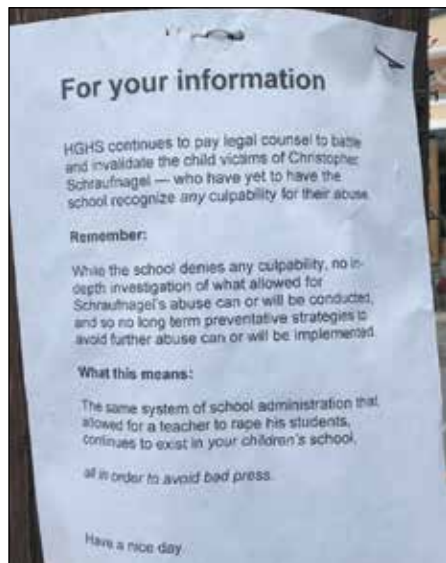 For your information
HGHS continues to pay legal counsel to battle
and invalidate the child victims of Christopher
Schraufnagel — who have yet to have the
school recognize any culpability for their abuse.
Remember:
While the school denies any culpability, no in-
depth investigation of what allowed for
Schraufnagel's abuse can or will be conducted,
and so no long term preventative strategies to
avoid further abuse can or will be implemented.
What this means:
The same system of school administration that
allowed for a teacher to rape his students,
continues to exist in your children's school,
all in order to avoid bad press.
Have a nice day.